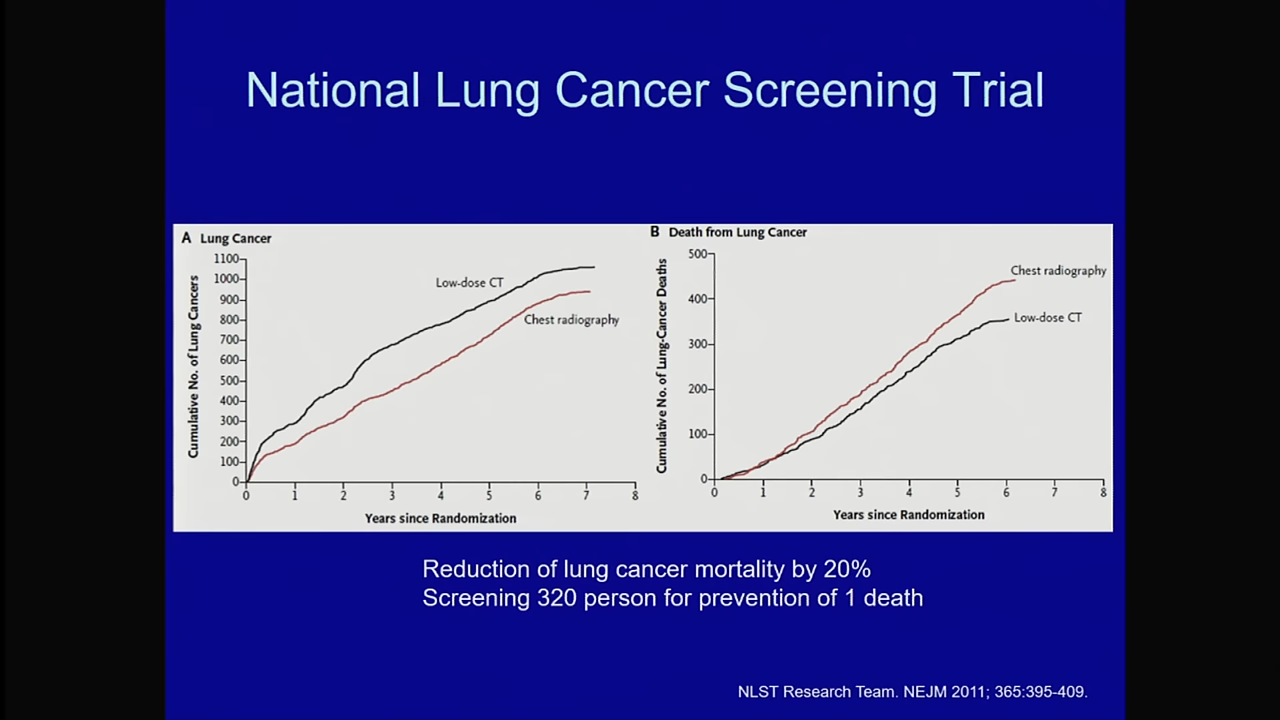 National Lung Cancer Screening Trial
A Lung Cancer
1100
1000
900
800
700
600
500
400
300
200
100
0
Cumulative No. of Lung Cancers
Low-dose CT
Chest radiography
0 1 2 3 4 5 6 7 8
Years since Randomization
B Death from Lung Cancer
500
400
300
200
100
0
Cumulative No. of Lung-Cancer Deaths
Chest radiography
Low-dose CT
0 1 2 3 4 5 6 7 8
Years since Randomization
Reduction of lung cancer mortality by 20%
Screening 320 person for prevention of 1 death
NLST Research Team. NEJM 2011; 365:395-409.